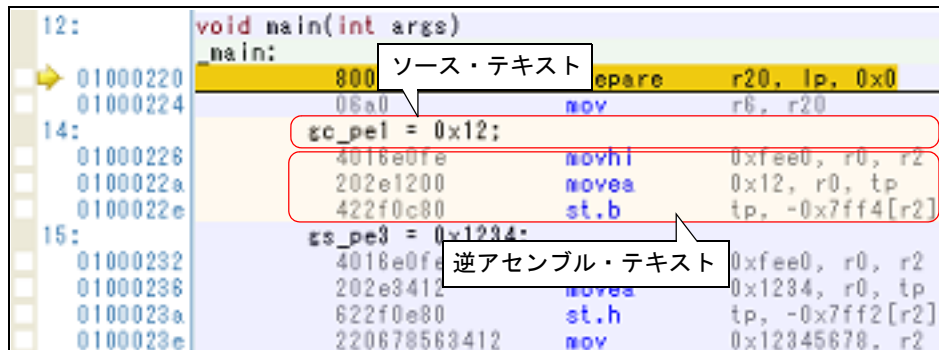 12: void main(int args)
_main:
01000220 800 epare r20, lp, 0x0
ソース・テキスト
01000224 06a0 mov r6, r20
14: gc_pe1 = 0x12;
01000226 4016e0fe movhi 0xfee0, r0, r2
0100022a 202e1200 movea 0x12, r0, tp
0100022e 422f0c80 st.b tp, -0x7ff4[r2]
15: gs_pe3 = 0x1234;
01000232 4016e0fe 0xfee0, r0, r2
逆アセンブル・テキスト
01000236 202e3412 movea 0x1234, r0, tp
0100023a 622f0e80 st.h tp, -0x7ff2[r2]
0100023e 220678563412 mov 0x12345678, r2